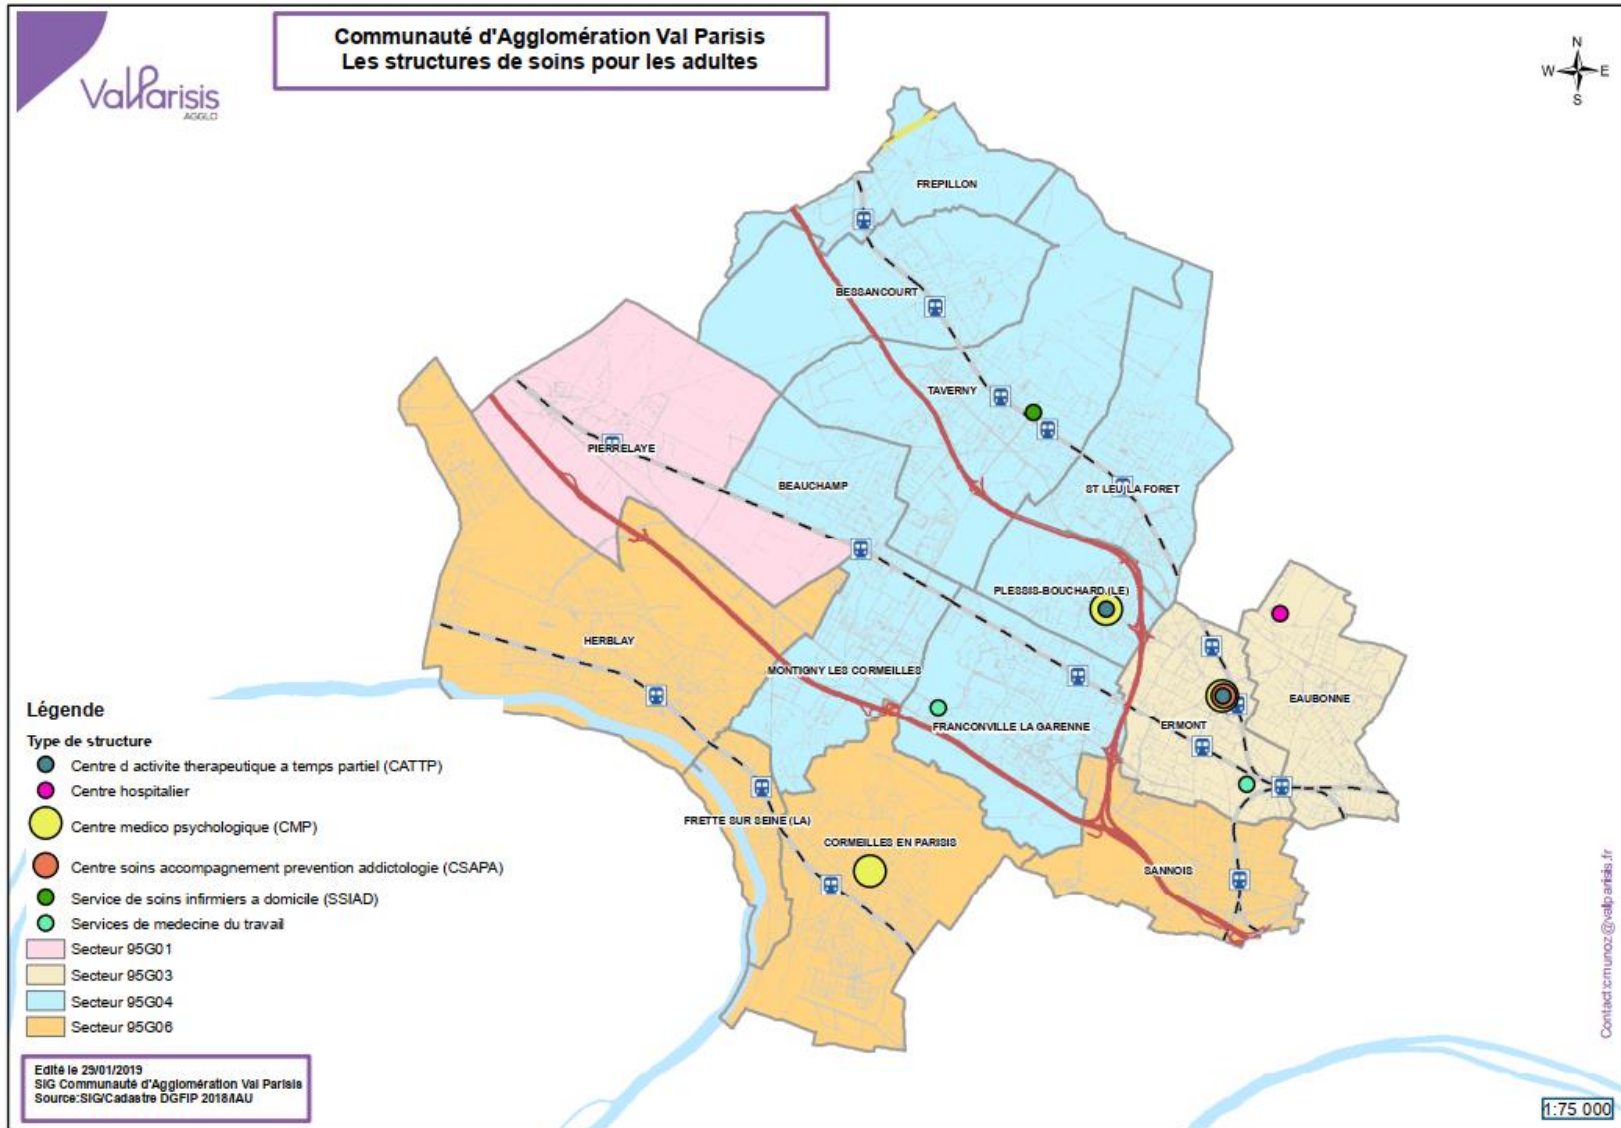 Communauté d'Agglomération Val Parisis
Les structures de soins pour les adultes
ValParisis
AGGLO
N
W E
S
FREPILLON
BESSANCOURT
TAVERNY
PIERRELAYE
BEAUCHAMP
ST LEU LA FORET
PLESSIS-BOUCHARD (LE)
HERBLAY
MONTIGNY LES CORMEILLES
EAUBONNE
ERMONT
FRANCONVILLE LA GARENNE
FRETTE SUR SEINE (LA)
CORMEILLES EN PARISIS
SANNOIS
Légende
Type de structure
Centre d activite therapeutique a temps partiel (CATTP)
Centre hospitalier
Centre medico psychologique (CMP)
Centre soins accompagnement prevention addictologie (CSAPA)
Service de soins infirmiers a domicile (SSIAD)
Services de medecine du travail
Secteur 95G01
Secteur 95G03
Secteur 95G04
Secteur 95G06
Edité le 29/01/2019
SIG Communauté d'Agglomération Val Parisis
Source:SIG/Cadastre DGFIP 2018/IAU
Contact:cmunoz@valparisis.fr
1:75 000